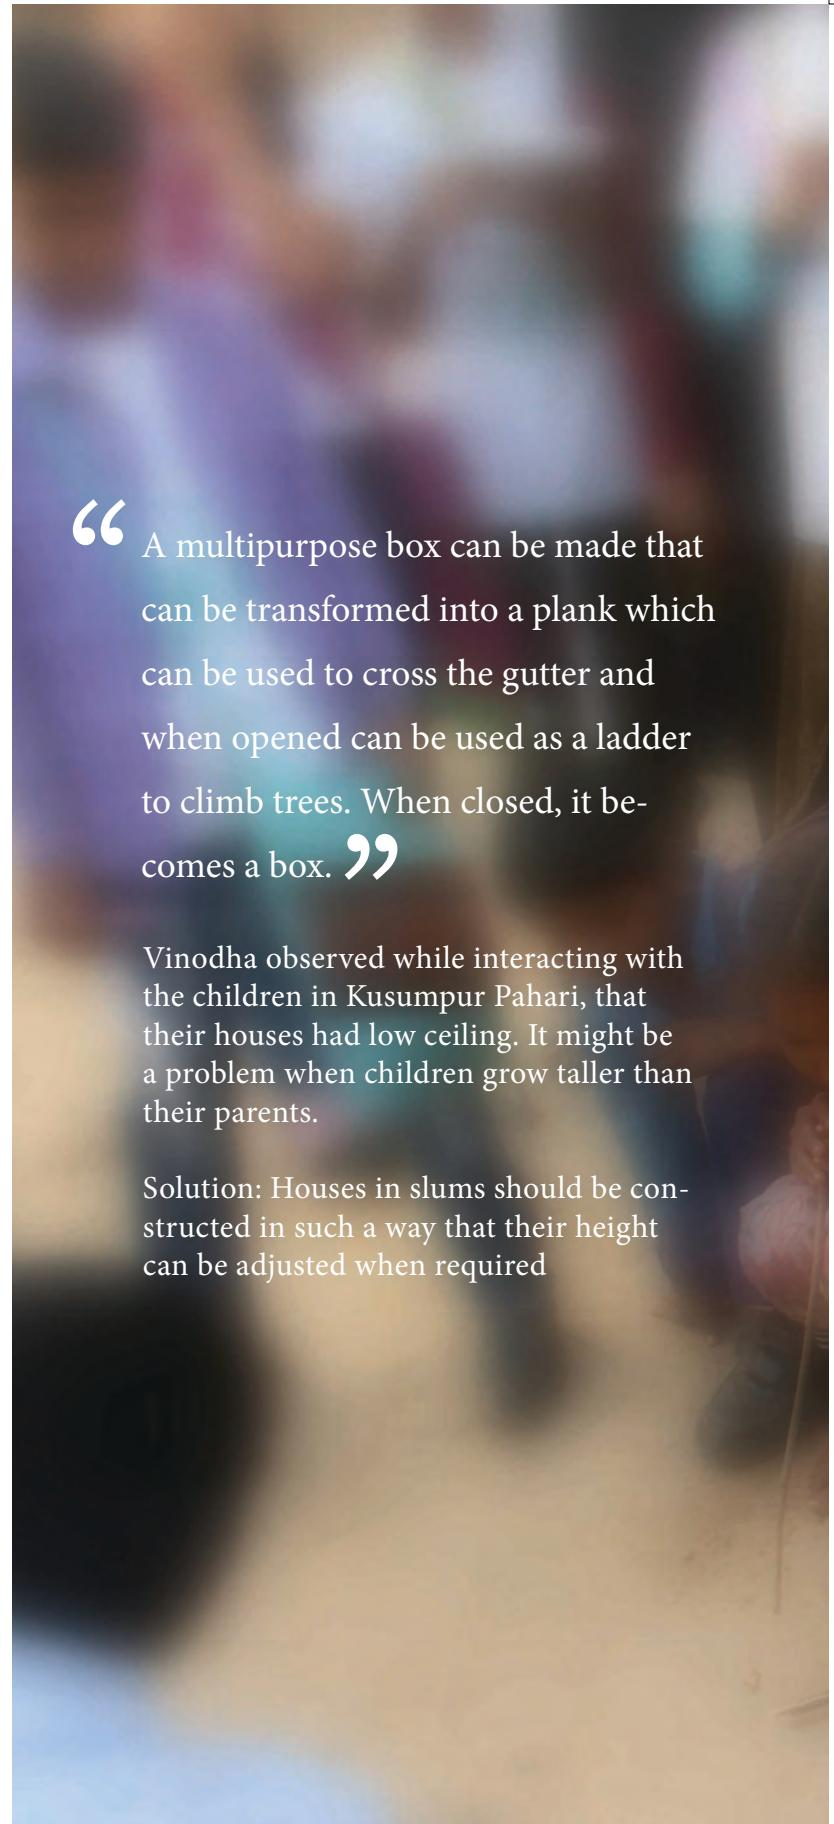 “ A multipurpose box can be made that
can be transformed into a plank which
can be used to cross the gutter and
when opened can be used as a ladder
to climb trees. When closed, it be-
comes a box. ”
Vinodha observed while interacting with
the children in Kusumpur Pahari, that
their houses had low ceiling. It might be
a problem when children grow taller than
their parents.
Solution: Houses in slums should be con-
structed in such a way that their height
can be adjusted when required